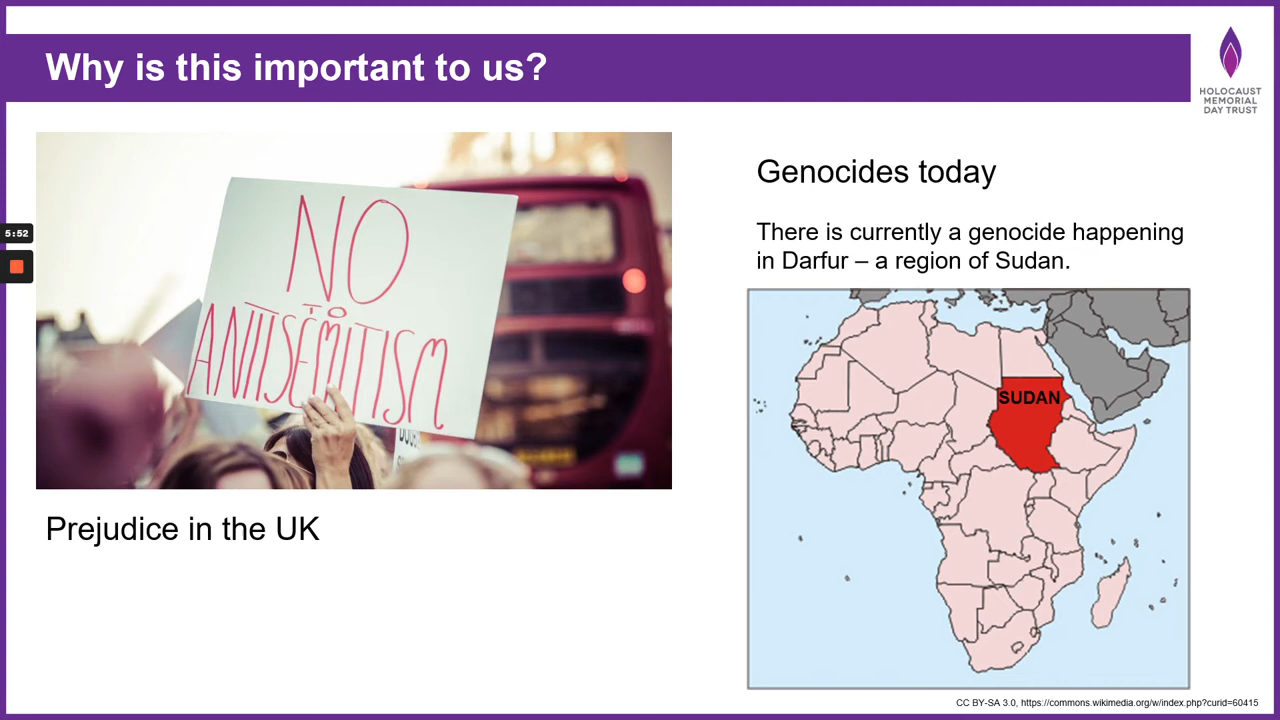 Why is this important to us?
HOLOCAUST
MEMORIAL
DAY TRUST
5:52
NO
TO
ANTISEMITISM
Prejudice in the UK
Genocides today
There is currently a genocide happening
in Darfur – a region of Sudan.
SUDAN
CC BY-SA 3.0, https://commons.wikimedia.org/w/index.php?curid=60415